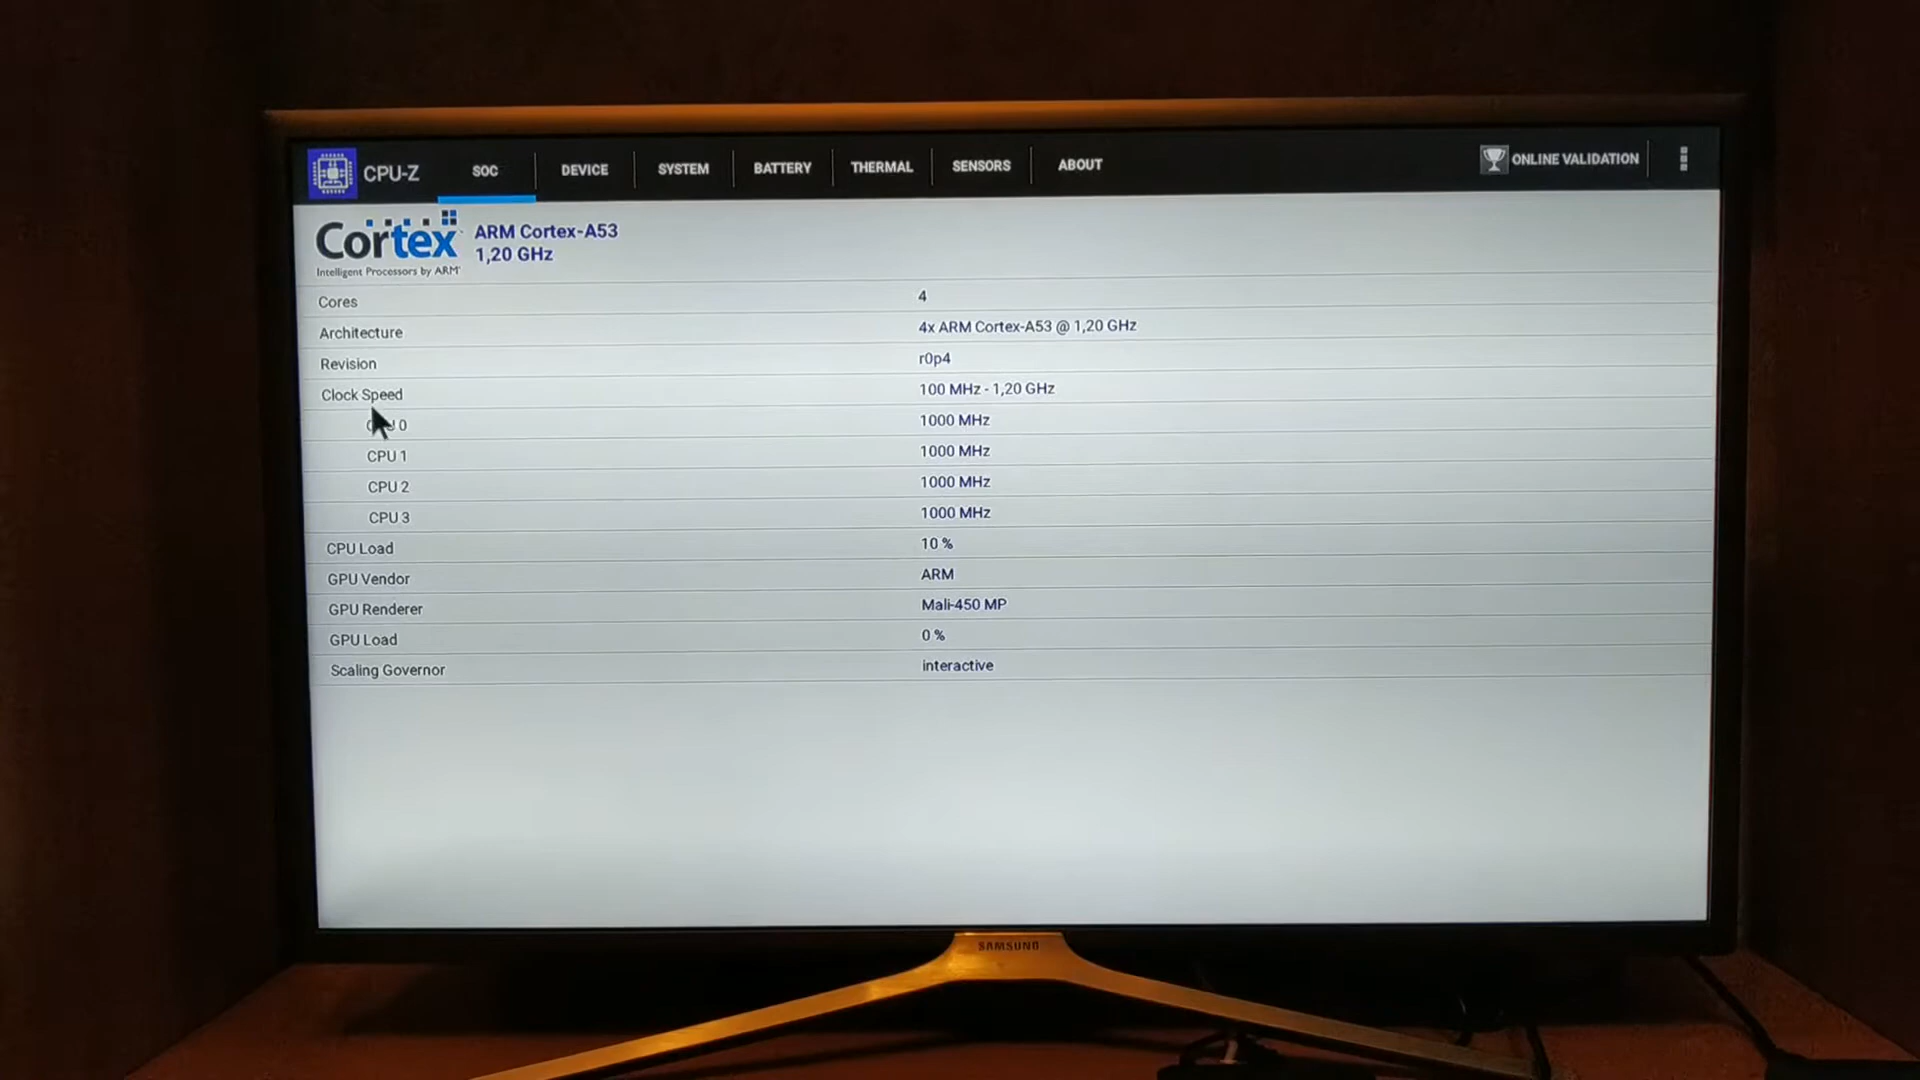 CPU-Z SOC DEVICE SYSTEM BATTERY THERMAL SENSORS ABOUT ONLINE VALIDATION
Cortex
Intelligent Processors by ARM
ARM Cortex-A53
1,20 GHz
Cores 4
Architecture 4x ARM Cortex-A53 @ 1,20 GHz
Revision r0p4
Clock Speed 100 MHz - 1,20 GHz
CPU 0 1000 MHz
CPU 1 1000 MHz
CPU 2 1000 MHz
CPU 3 1000 MHz
CPU Load 10 %
GPU Vendor ARM
GPU Renderer Mali-450 MP
GPU Load 0 %
Scaling Governor interactive
SAMSUNG